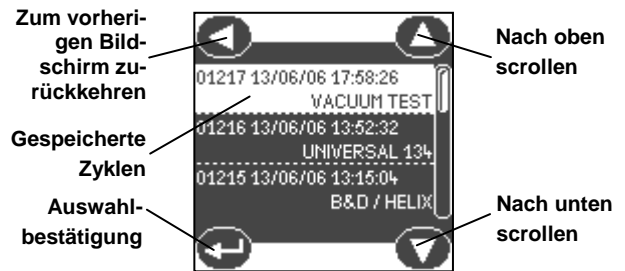 Zum vorheri-
gen Bild-
schirm zu-
rückkehren
Gespeicherte
Zyklen
Auswahl-
bestätigung
01217 13/06/06 17:58:26
VACUUM TEST
01216 13/06/06 13:52:32
UNIVERSAL 134
01215 13/06/06 13:15:04
B&D / HELIX
Nach oben
scrollen
Nach unten
scrollen